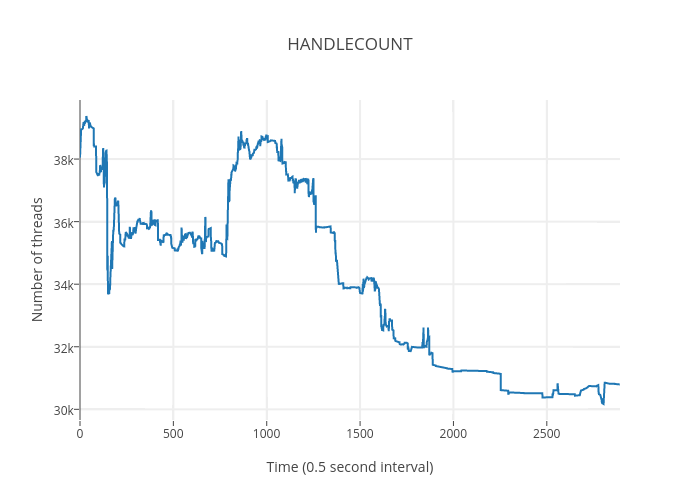 HANDLECOUNT
Number of threads
38k
36k
34k
32k
30k
0 500 1000 1500 2000 2500
Time (0.5 second interval)